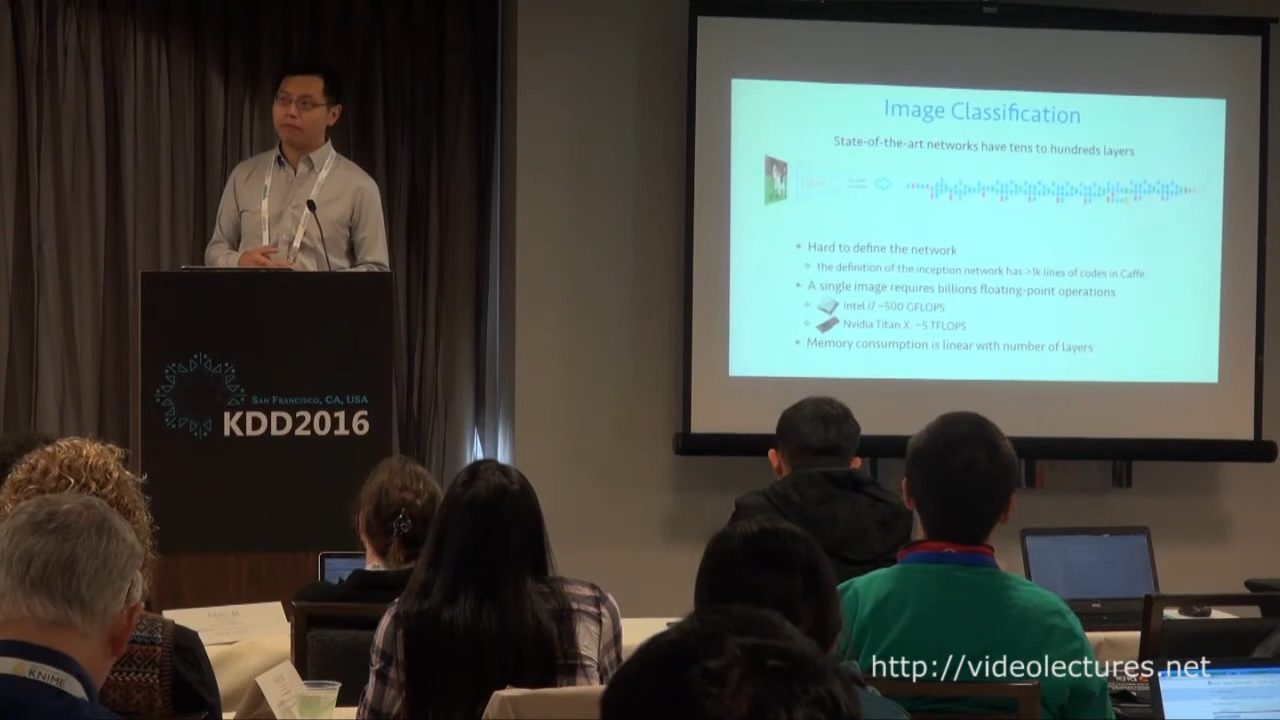 Image Classification
State-of-the-art networks have tens to hundreds layers
Hard to define the network
the definition of the inception network has >1k lines of codes in Caffe
A single image requires billions floating-point operations
Intel i7 ~500 GFLOPS
Nvidia Titan X: ~5 TFLOPS
Memory consumption is linear with number of layers
SAN FRANCISCO, CA, USA
KDD2016
KNIME
http://videolectures.net